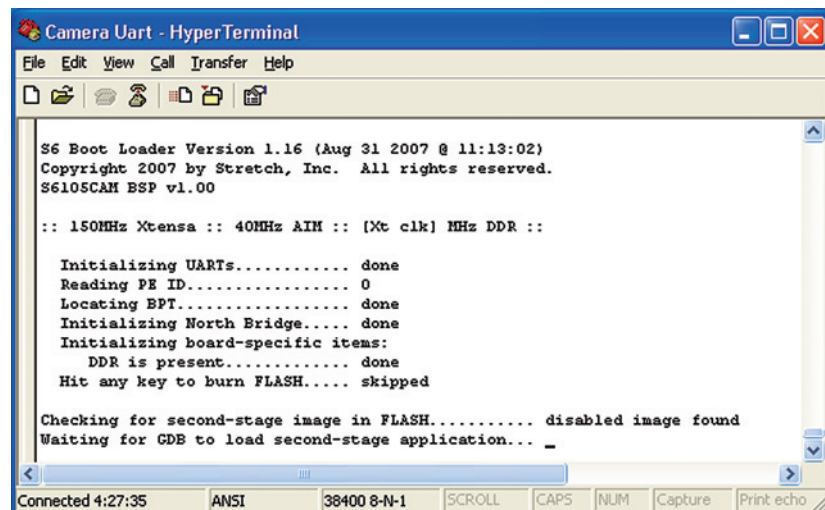 Camera Uart - HyperTerminal
File Edit View Call Transfer Help
S6 Boot Loader Version 1.16 (Aug 31 2007 @ 11:13:02)
Copyright 2007 by Stretch, Inc.  All rights reserved.
S6105CAM BSP v1.00
:: 150MHz Xtensa :: 40MHz AIM :: [Xt clk] MHz DDR ::
Initializing UARTs............ done
Reading PE ID................. 0
Locating BPT.................. done
Initializing North Bridge..... done
Initializing board-specific items:
DDR is present............. done
Hit any key to burn FLASH..... skipped
Checking for second-stage image in FLASH........... disabled image found
Waiting for GDB to load second-stage application... _
Connected 4:27:35 ANSI 38400 8-N-1 SCROLL CAPS NUM Capture Print echo